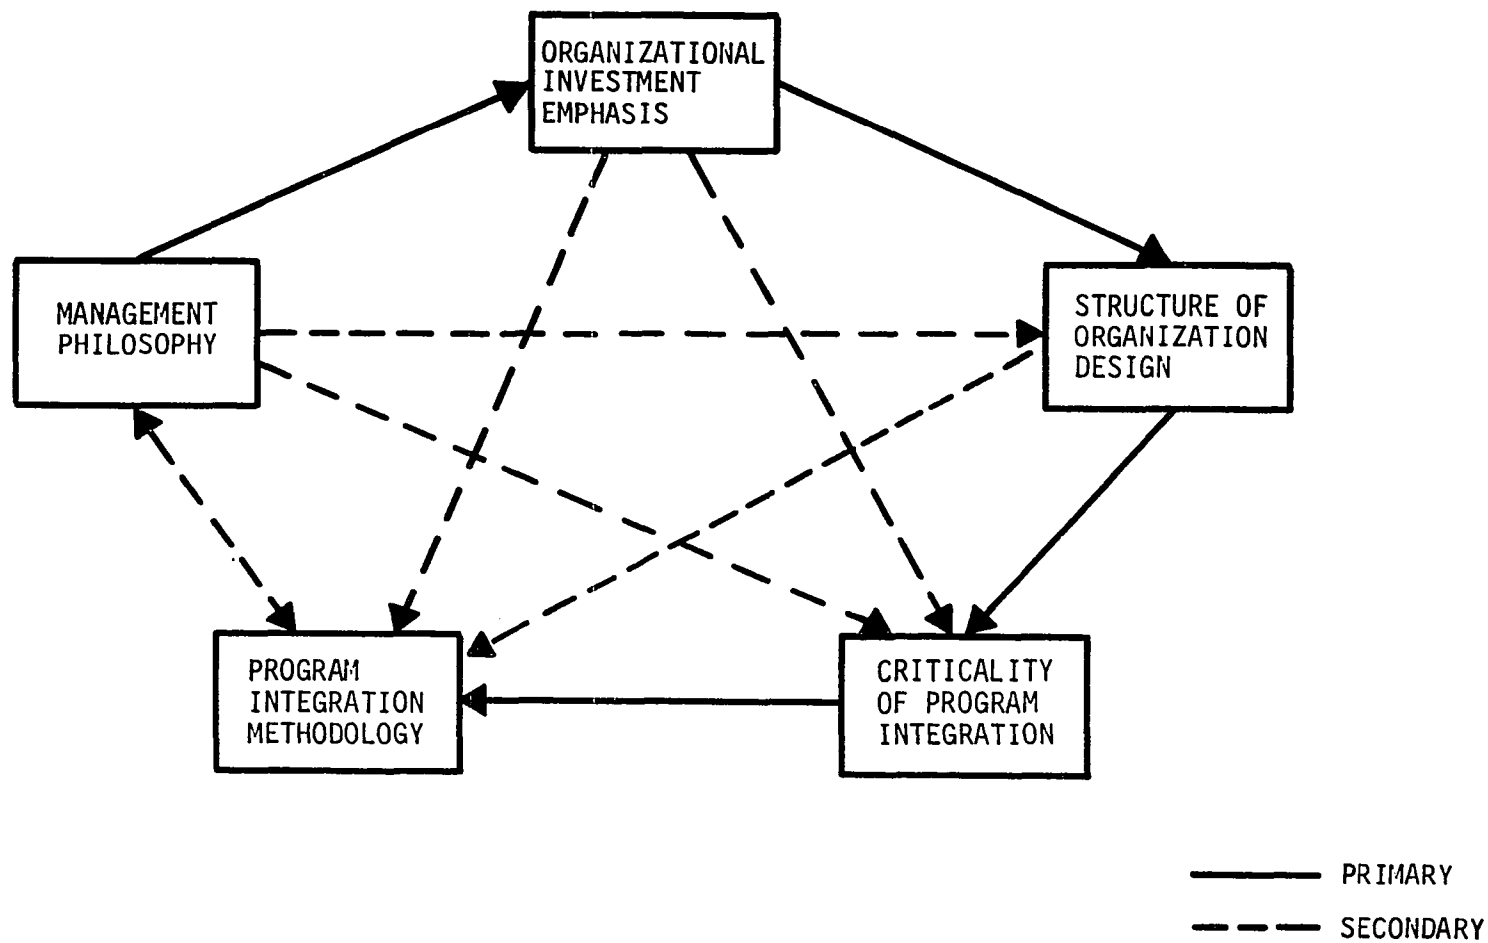 ORGANIZATIONAL
INVESTMENT
EMPHASIS
MANAGEMENT
PHILOSOPHY
STRUCTURE OF
ORGANIZATION
DESIGN
PROGRAM
INTEGRATION
METHODOLOGY
CRITICALITY
OF PROGRAM
INTEGRATION
PRIMARY
SECONDARY